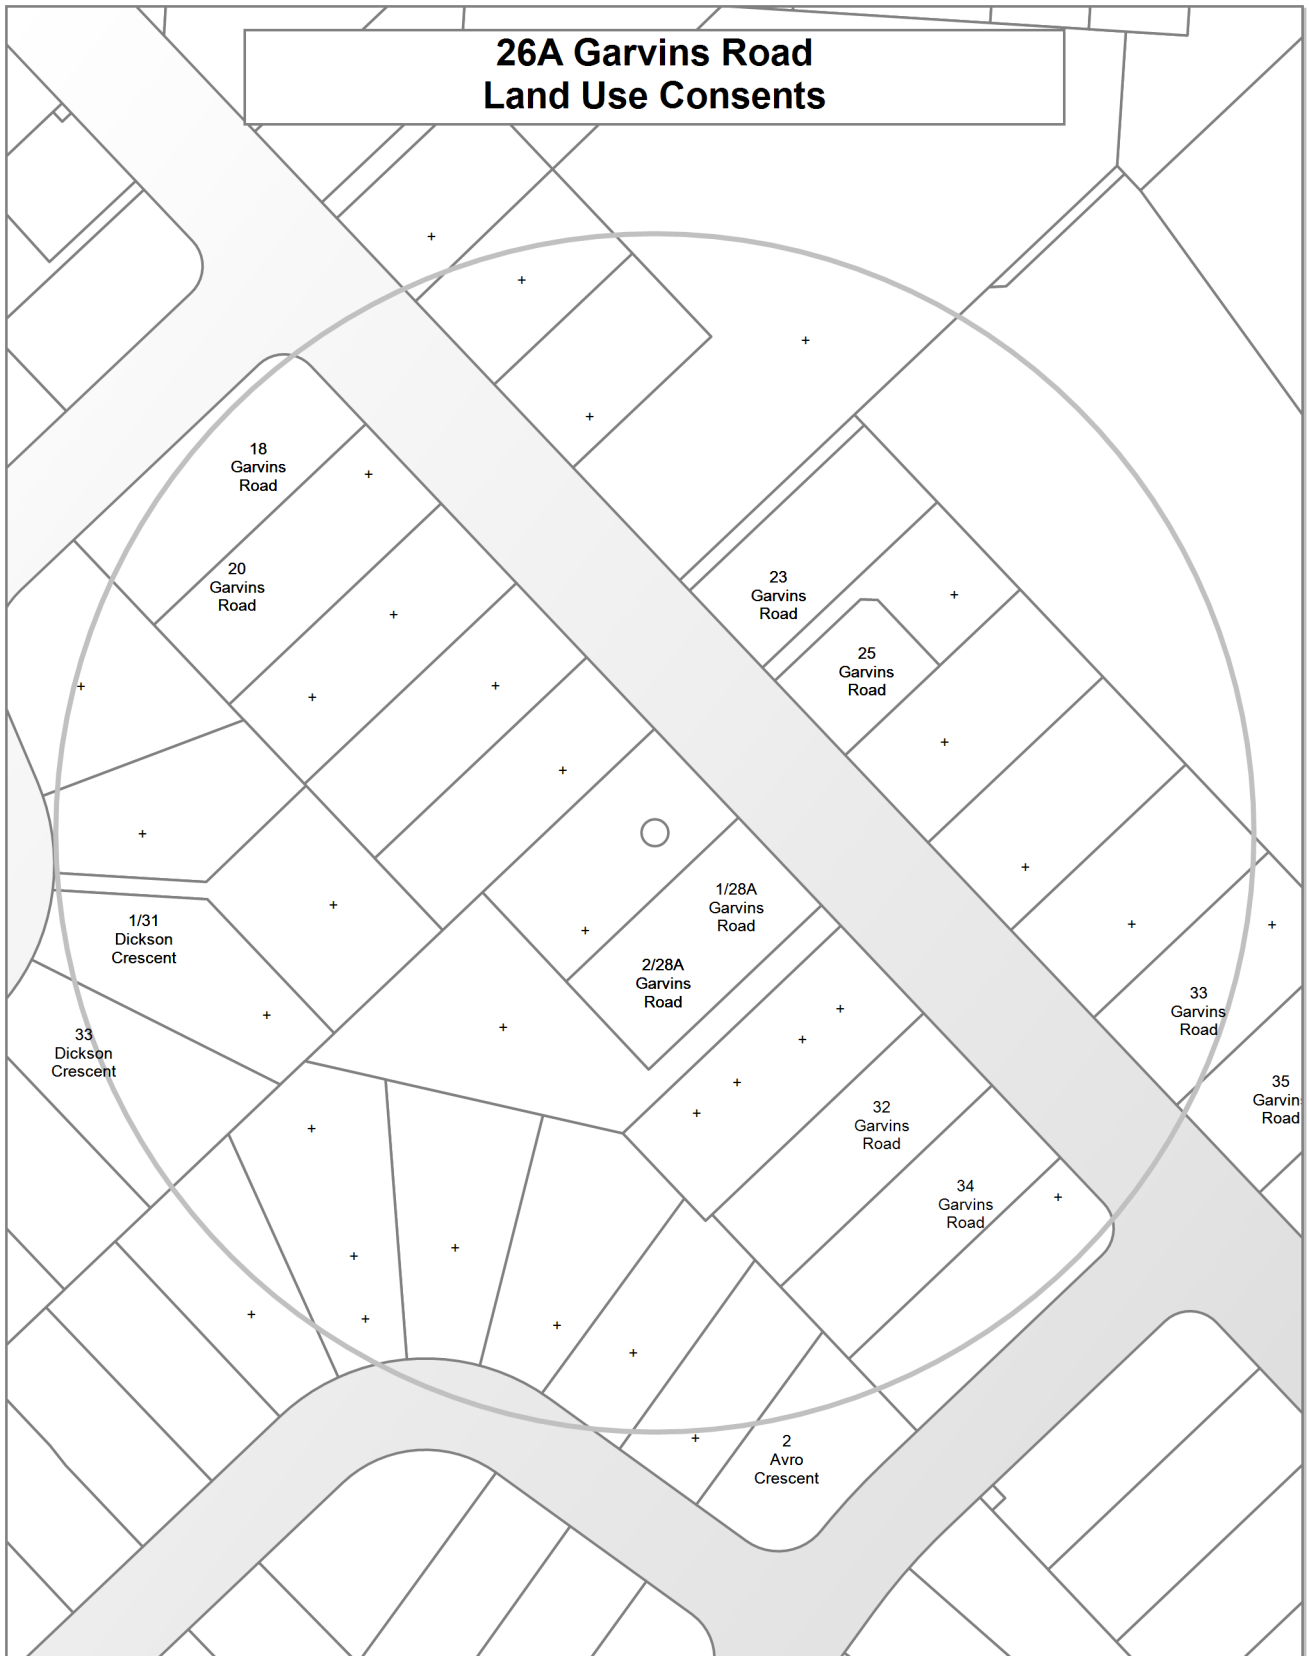 26A Garvins Road
Land Use Consents
18
Garvins
Road
20
Garvins
Road
23
Garvins
Road
25
Garvins
Road
1/28A
Garvins
Road
1/31
Dickson
Crescent
2/28A
Garvins
Road
33
Garvins
Road
33
Dickson
Crescent
35
Garvin
Road
32
Garvins
Road
34
Garvins
Road
2
Avro
Crescent